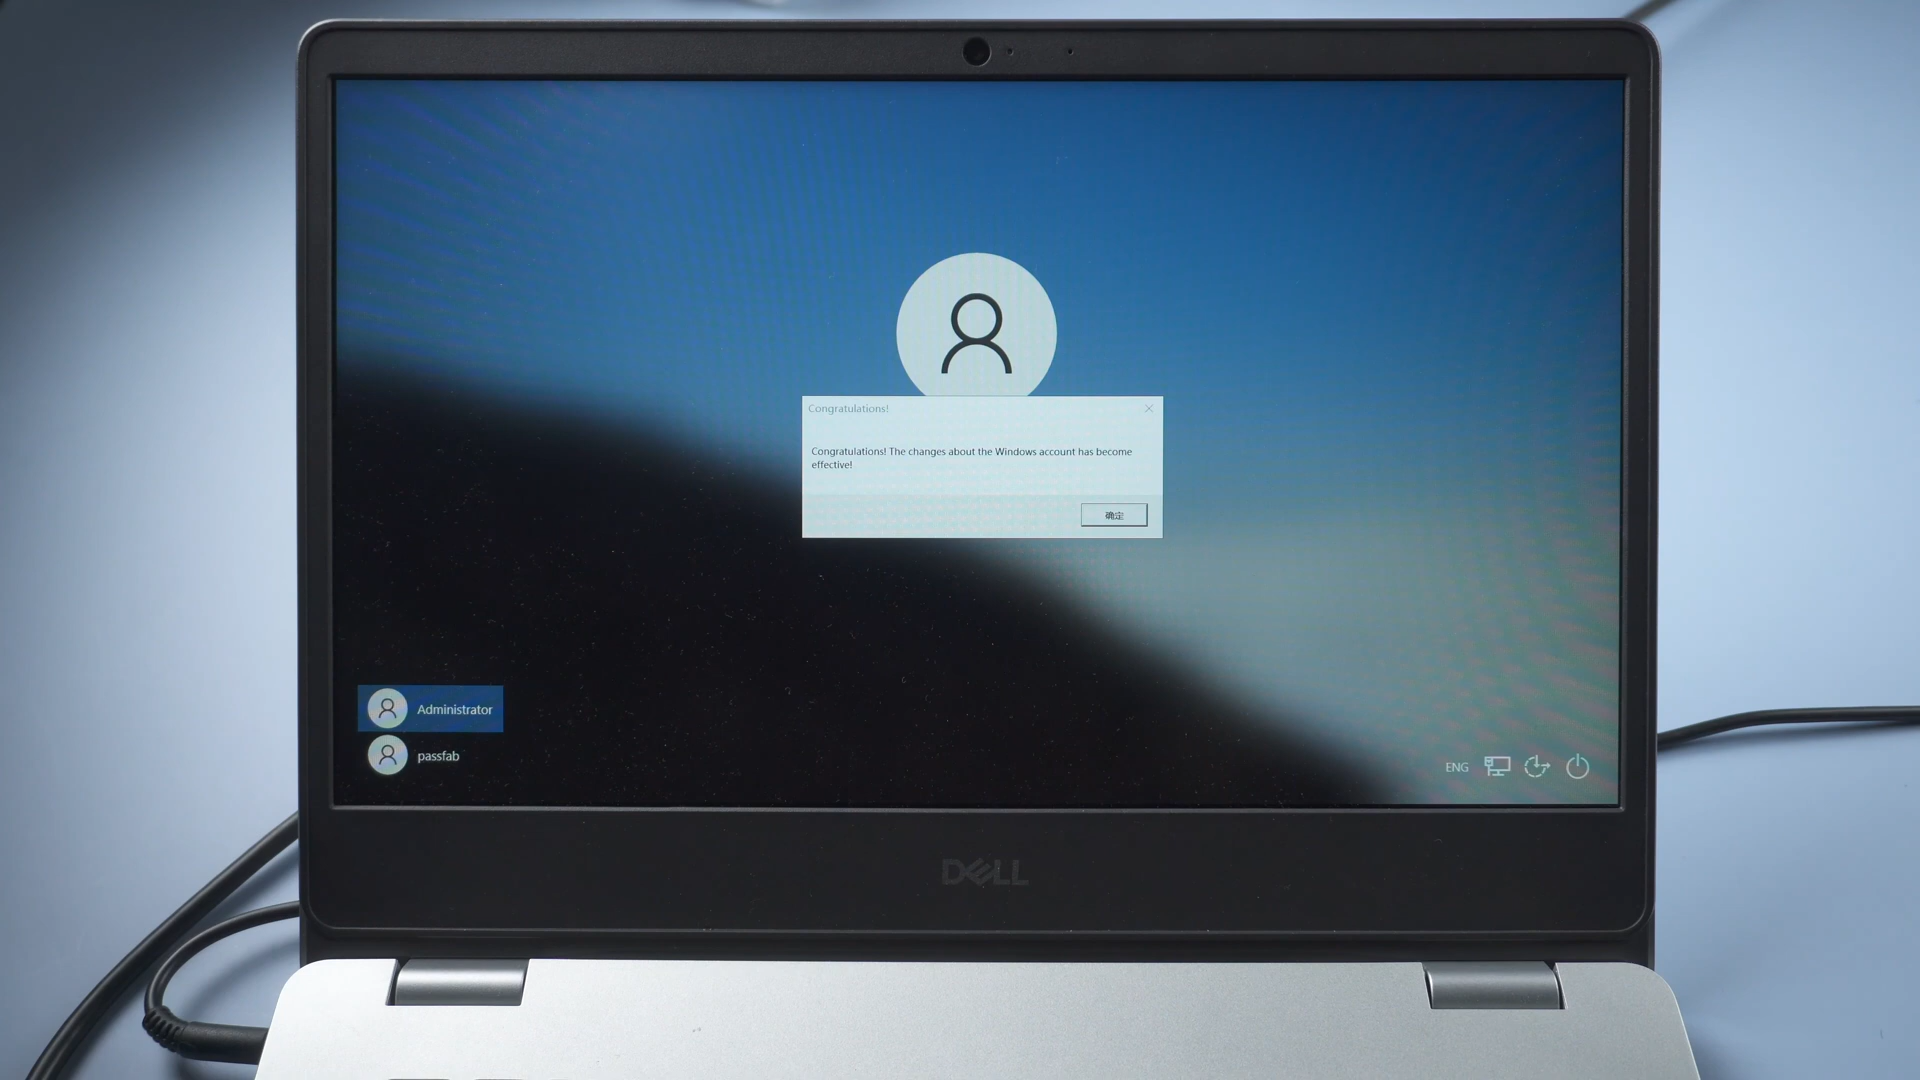 Congratulations!
Congratulations! The changes about the Windows account has become
effective!
确定
Administrator
passfab
ENG
DELL